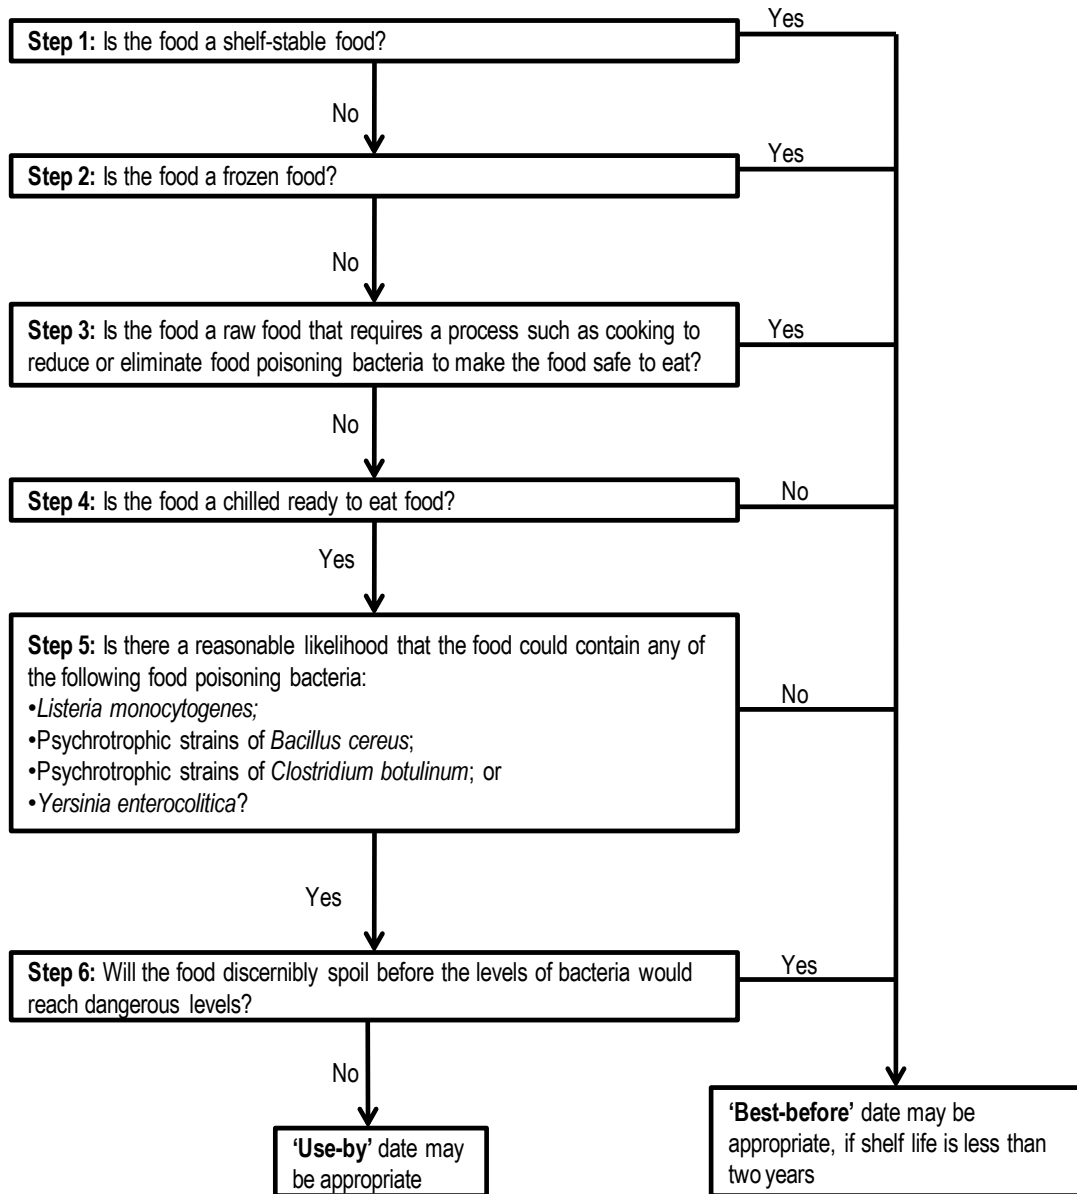 Yes
Step 1: Is the food a shelf-stable food?
No
Yes
Step 2: Is the food a frozen food?
No
Step 3: Is the food a raw food that requires a process such as cooking to
reduce or eliminate food poisoning bacteria to make the food safe to eat?
Yes
No
Step 4: Is the food a chilled ready to eat food?
No
Yes
Step 5: Is there a reasonable likelihood that the food could contain any of
the following food poisoning bacteria:
•Listeria monocytogenes;
•Psychrotrophic strains of Bacillus cereus;
•Psychrotrophic strains of Clostridium botulinum; or
•Yersinia enterocolitica?
No
Yes
Step 6: Will the food discernibly spoil before the levels of bacteria would
reach dangerous levels?
Yes
No
‘Use-by’ date may
be appropriate
‘Best-before’ date may be
appropriate, if shelf life is less than
two years